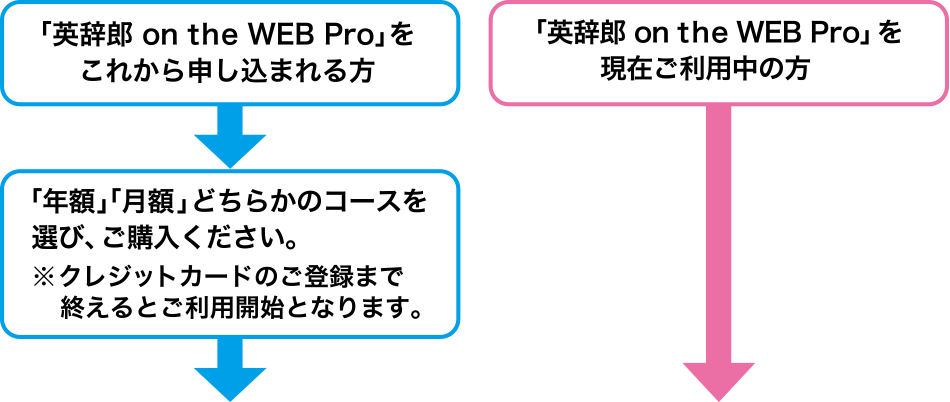 「英辞郎 on the WEB Pro」を
これから申し込まれる方
「年額」「月額」どちらかのコースを
選び、ご購入ください。
※クレジットカードのご登録まで
終えるとご利用開始となります。
「英辞郎 on the WEB Pro」を
現在ご利用中の方